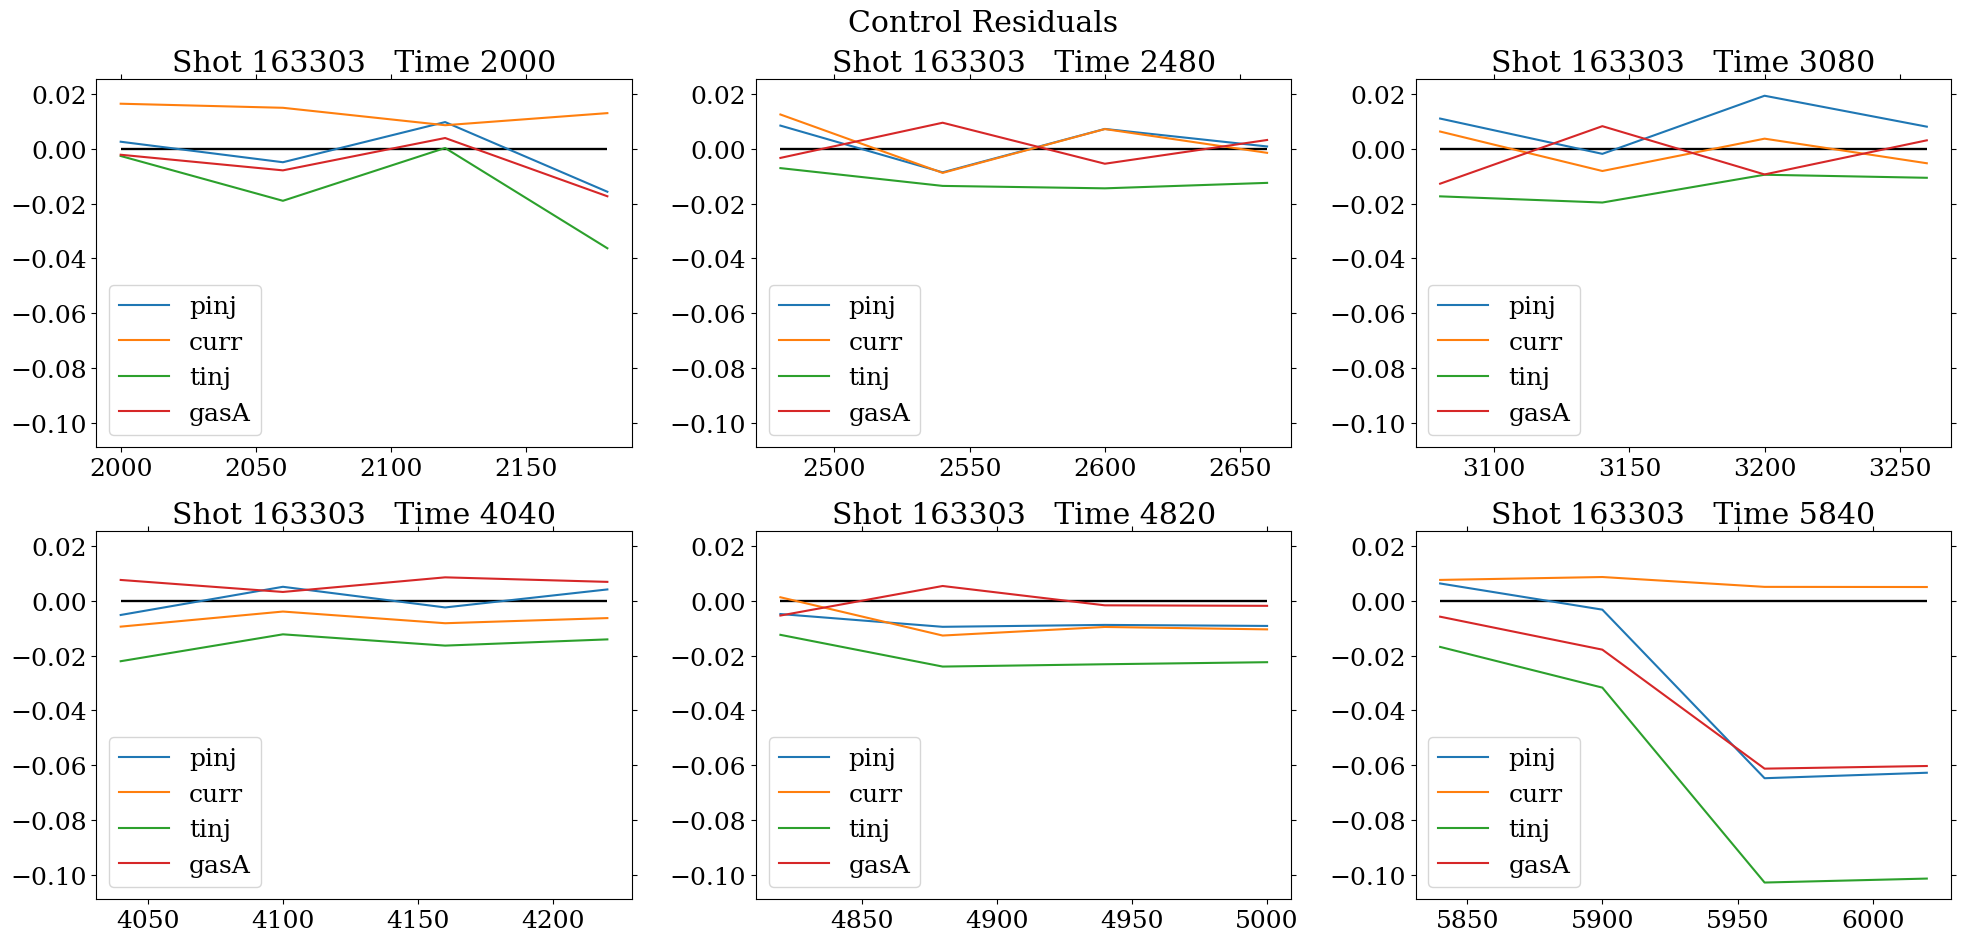 Control Residuals
Shot 163303   Time 2000
0.02
0.00
−0.02
−0.04
−0.06
−0.08
−0.10
pinj
curr
tinj
gasA
2000 2050 2100 2150
Shot 163303   Time 2480
0.02
0.00
−0.02
−0.04
−0.06
−0.08
−0.10
pinj
curr
tinj
gasA
2500 2550 2600 2650
Shot 163303   Time 3080
0.02
0.00
−0.02
−0.04
−0.06
−0.08
−0.10
pinj
curr
tinj
gasA
3100 3150 3200 3250
Shot 163303   Time 4040
0.02
0.00
−0.02
−0.04
−0.06
−0.08
−0.10
pinj
curr
tinj
gasA
4050 4100 4150 4200
Shot 163303   Time 4820
0.02
0.00
−0.02
−0.04
−0.06
−0.08
−0.10
pinj
curr
tinj
gasA
4850 4900 4950 5000
Shot 163303   Time 5840
0.02
0.00
−0.02
−0.04
−0.06
−0.08
−0.10
pinj
curr
tinj
gasA
5850 5900 5950 6000